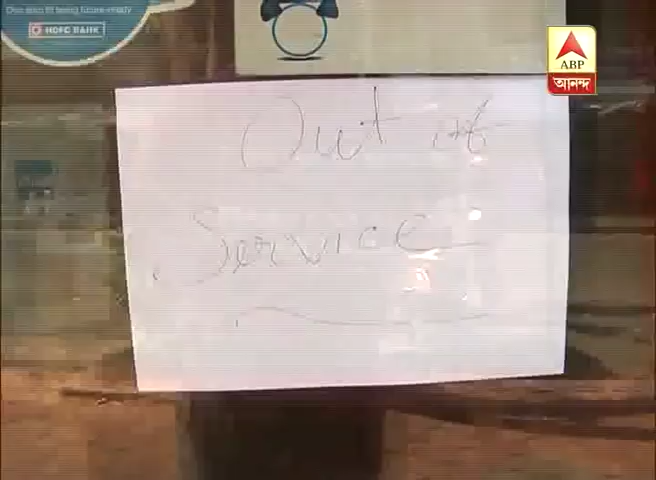 HDFC BANK
ABP
আনন্দ
Out of
Service